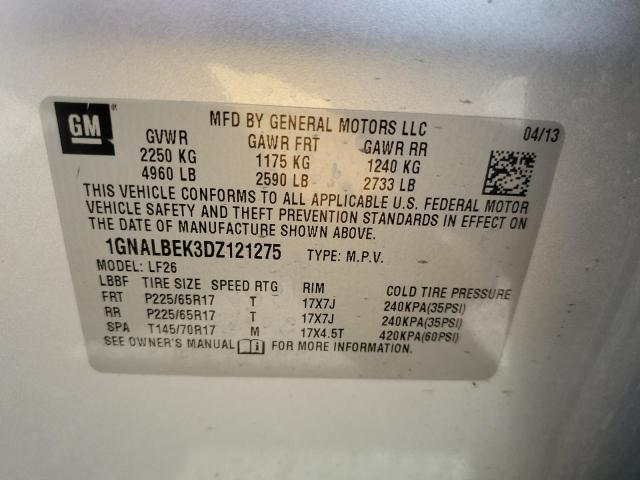 GM
MFD BY GENERAL MOTORS LLC 04/13
GVWR GAWR FRT GAWR RR
2250 KG 1175 KG 1240 KG
4960 LB 2590 LB 2733 LB
THIS VEHICLE CONFORMS TO ALL APPLICABLE U.S. FEDERAL MOTOR
VEHICLE SAFETY AND THEFT PREVENTION STANDARDS IN EFFECT ON
THE DATE OF MANUFACTURE SHOWN ABOVE.
1GNALBEK3DZ121275 TYPE: M.P.V.
MODEL: LF26
LBBF TIRE SIZE SPEED RTG RIM COLD TIRE PRESSURE
FRT P225/65R17 T 17X7J 240KPA(35PSI)
RR P225/65R17 T 17X7J 240KPA(35PSI)
SPA T145/70R17 M 17X4.5T 420KPA(60PSI)
SEE OWNER'S MANUAL FOR MORE INFORMATION.